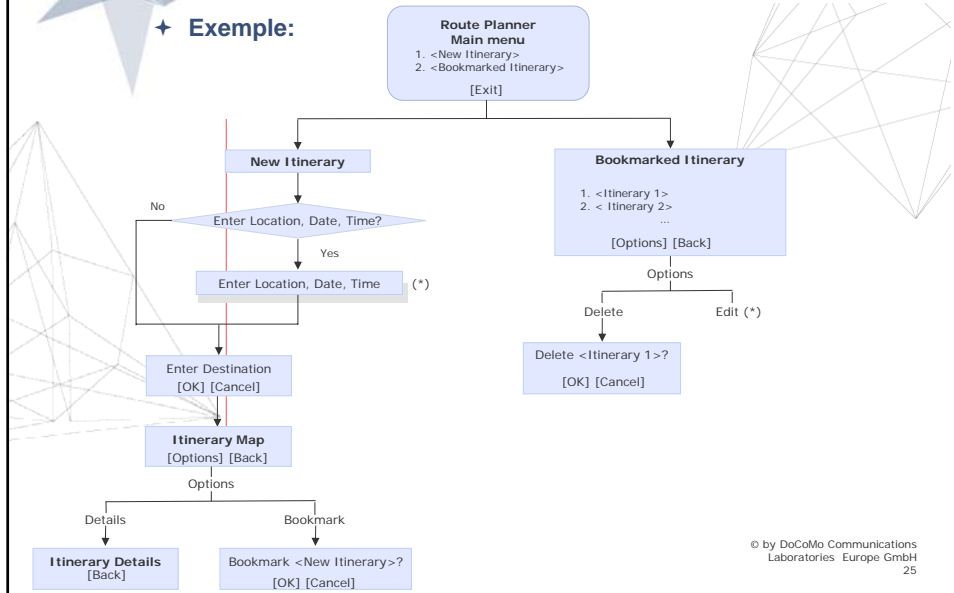 Exemple:
Route Planner
Main menu
1. <New Itinerary>
2. <Bookmarked Itinerary>
[Exit]
New Itinerary
No
Enter Location, Date, Time?
Yes
Enter Location, Date, Time
(*)
Enter Destination
[OK] [Cancel]
Itinerary Map
[Options] [Back]
Options
Details
Bookmark
Itinerary Details
[Back]
Bookmark <New Itinerary>?
[OK] [Cancel]
Bookmarked Itinerary
1. <Itinerary 1>
2. < Itinerary 2>
...
[Options] [Back]
Options
Delete
Edit (*)
Delete <Itinerary 1>?
[OK] [Cancel]
© by DoCoMo Communications
Laboratories Europe GmbH
25